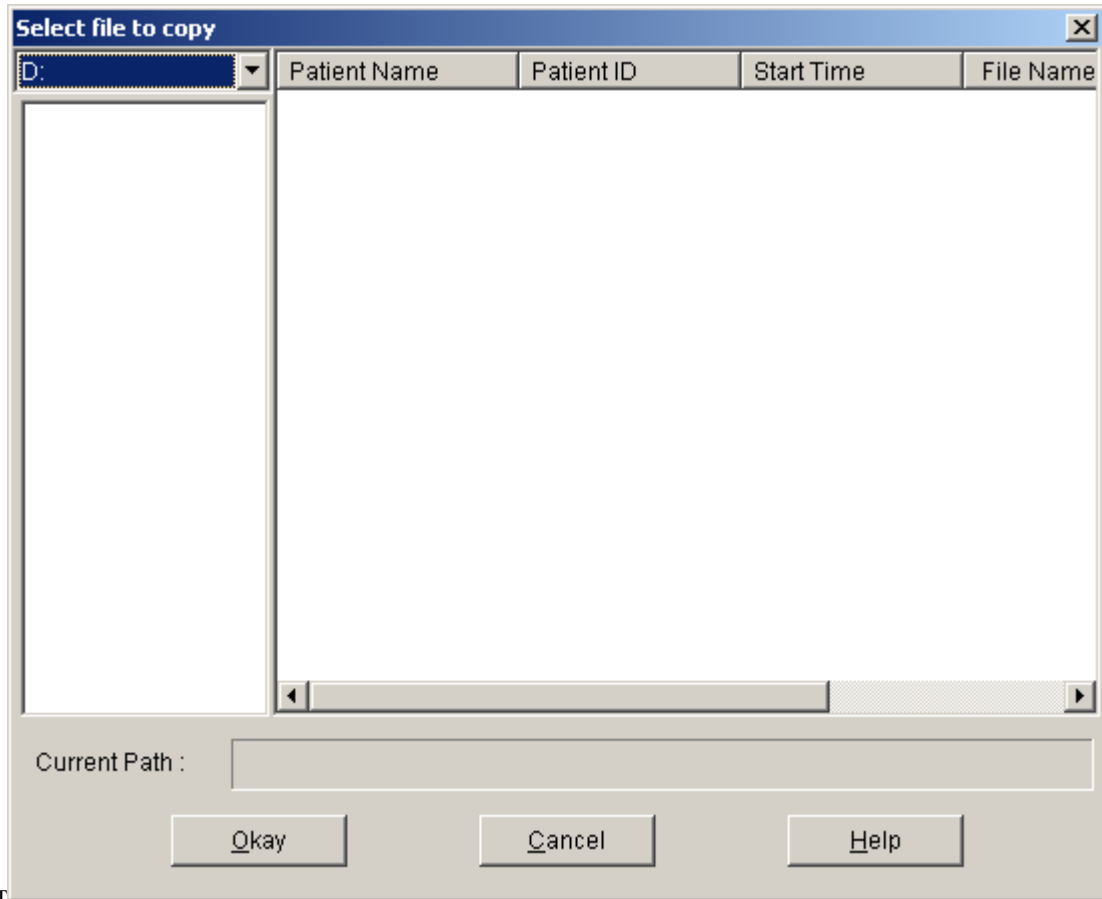 Select file to copy
D: Patient Name Patient ID Start Time File Name
Current Path :
Okay Cancel Help